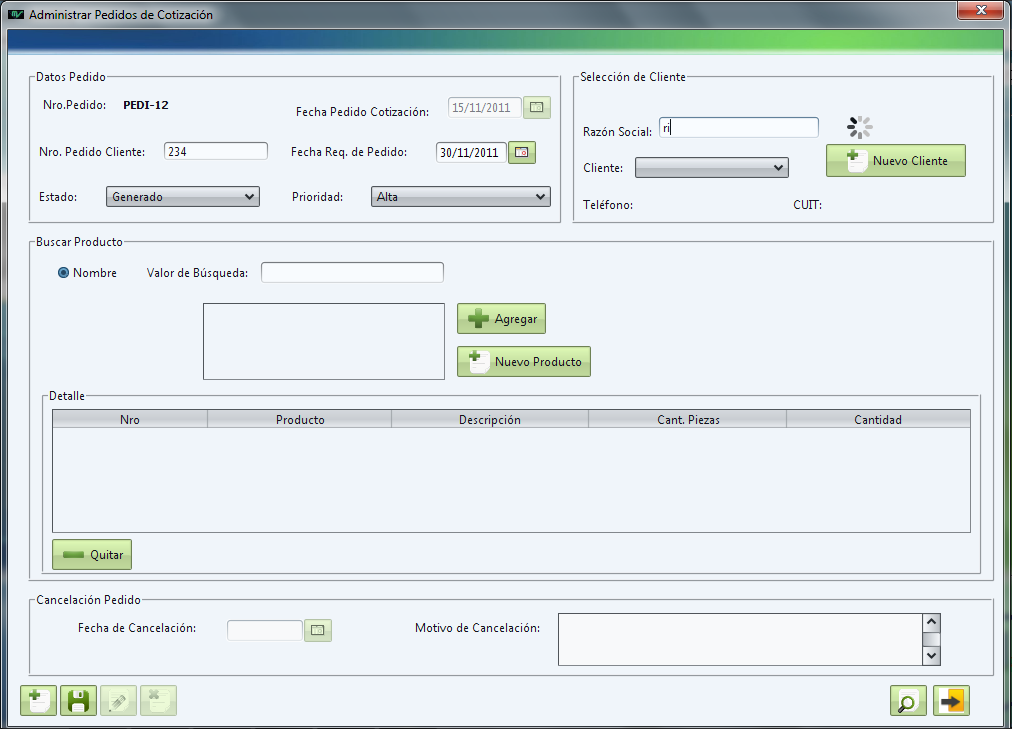 Administrar Pedidos de Cotización
Datos Pedido
Nro.Pedido: PEDI-12
Fecha Pedido Cotización: 15/11/2011
Nro. Pedido Cliente: 234
Fecha Req. de Pedido: 30/11/2011
Estado: Generado
Prioridad: Alta
Selección de Cliente
Razón Social: ri
Cliente:
Nuevo Cliente
Teléfono:
CUIT:
Buscar Producto
Nombre
Valor de Búsqueda:
Agregar
Nuevo Producto
Detalle
Nro Producto Descripción Cant. Piezas Cantidad
Quitar
Cancelación Pedido
Fecha de Cancelación:
Motivo de Cancelación: